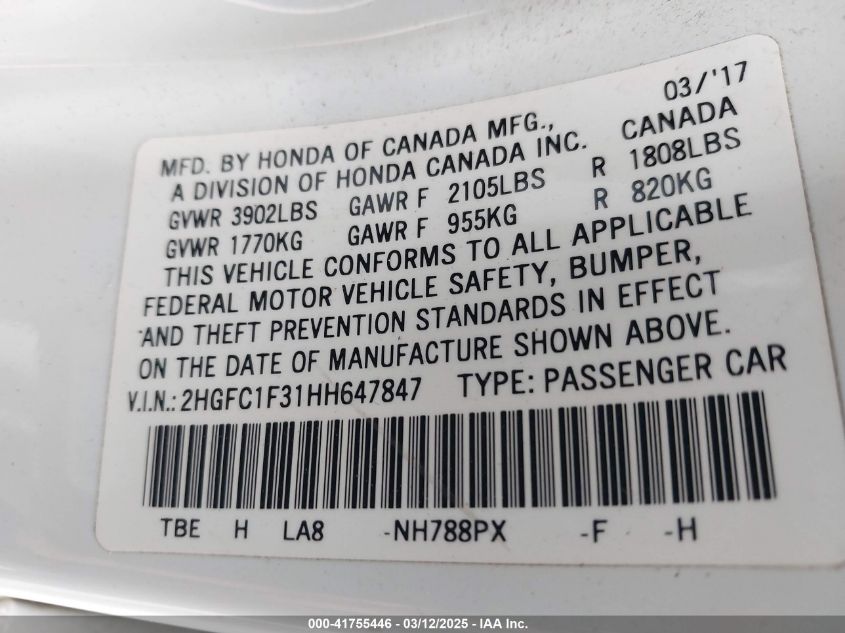 03/'17
MFD. BY HONDA OF CANADA MFG., CANADA
A DIVISION OF HONDA CANADA INC.
GVWR 3902LBS GAWR F 2105LBS R 1808LBS
GVWR 1770KG GAWR F 955KG R 820KG
THIS VEHICLE CONFORMS TO ALL APPLICABLE
FEDERAL MOTOR VEHICLE SAFETY, BUMPER,
AND THEFT PREVENTION STANDARDS IN EFFECT
ON THE DATE OF MANUFACTURE SHOWN ABOVE.
V.I.N.: 2HGFC1F31HH647847 TYPE: PASSENGER CAR
TBE H LA8 -NH788PX -F -H
000-41755446 - 03/12/2025 - IAA Inc.